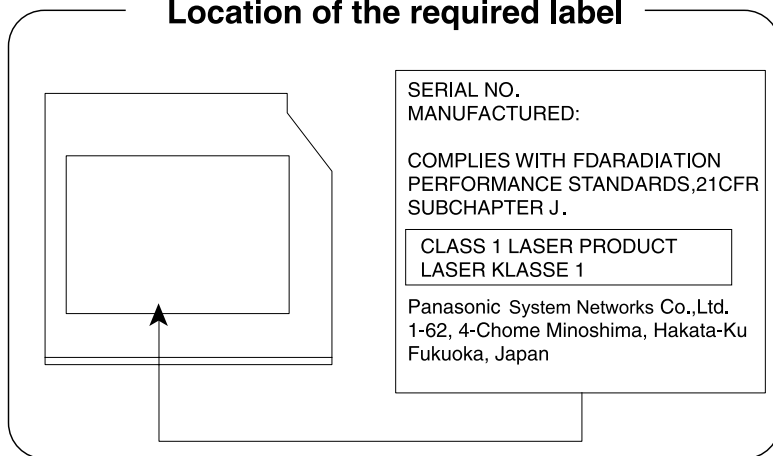 Location of the required label
SERIAL NO.
MANUFACTURED:
COMPLIES WITH FDARADIATION
PERFORMANCE STANDARDS,21CFR
SUBCHAPTER J.
CLASS 1 LASER PRODUCT
LASER KLASSE 1
Panasonic System Networks Co.,Ltd.
1-62, 4-Chome Minoshima, Hakata-Ku
Fukuoka, Japan